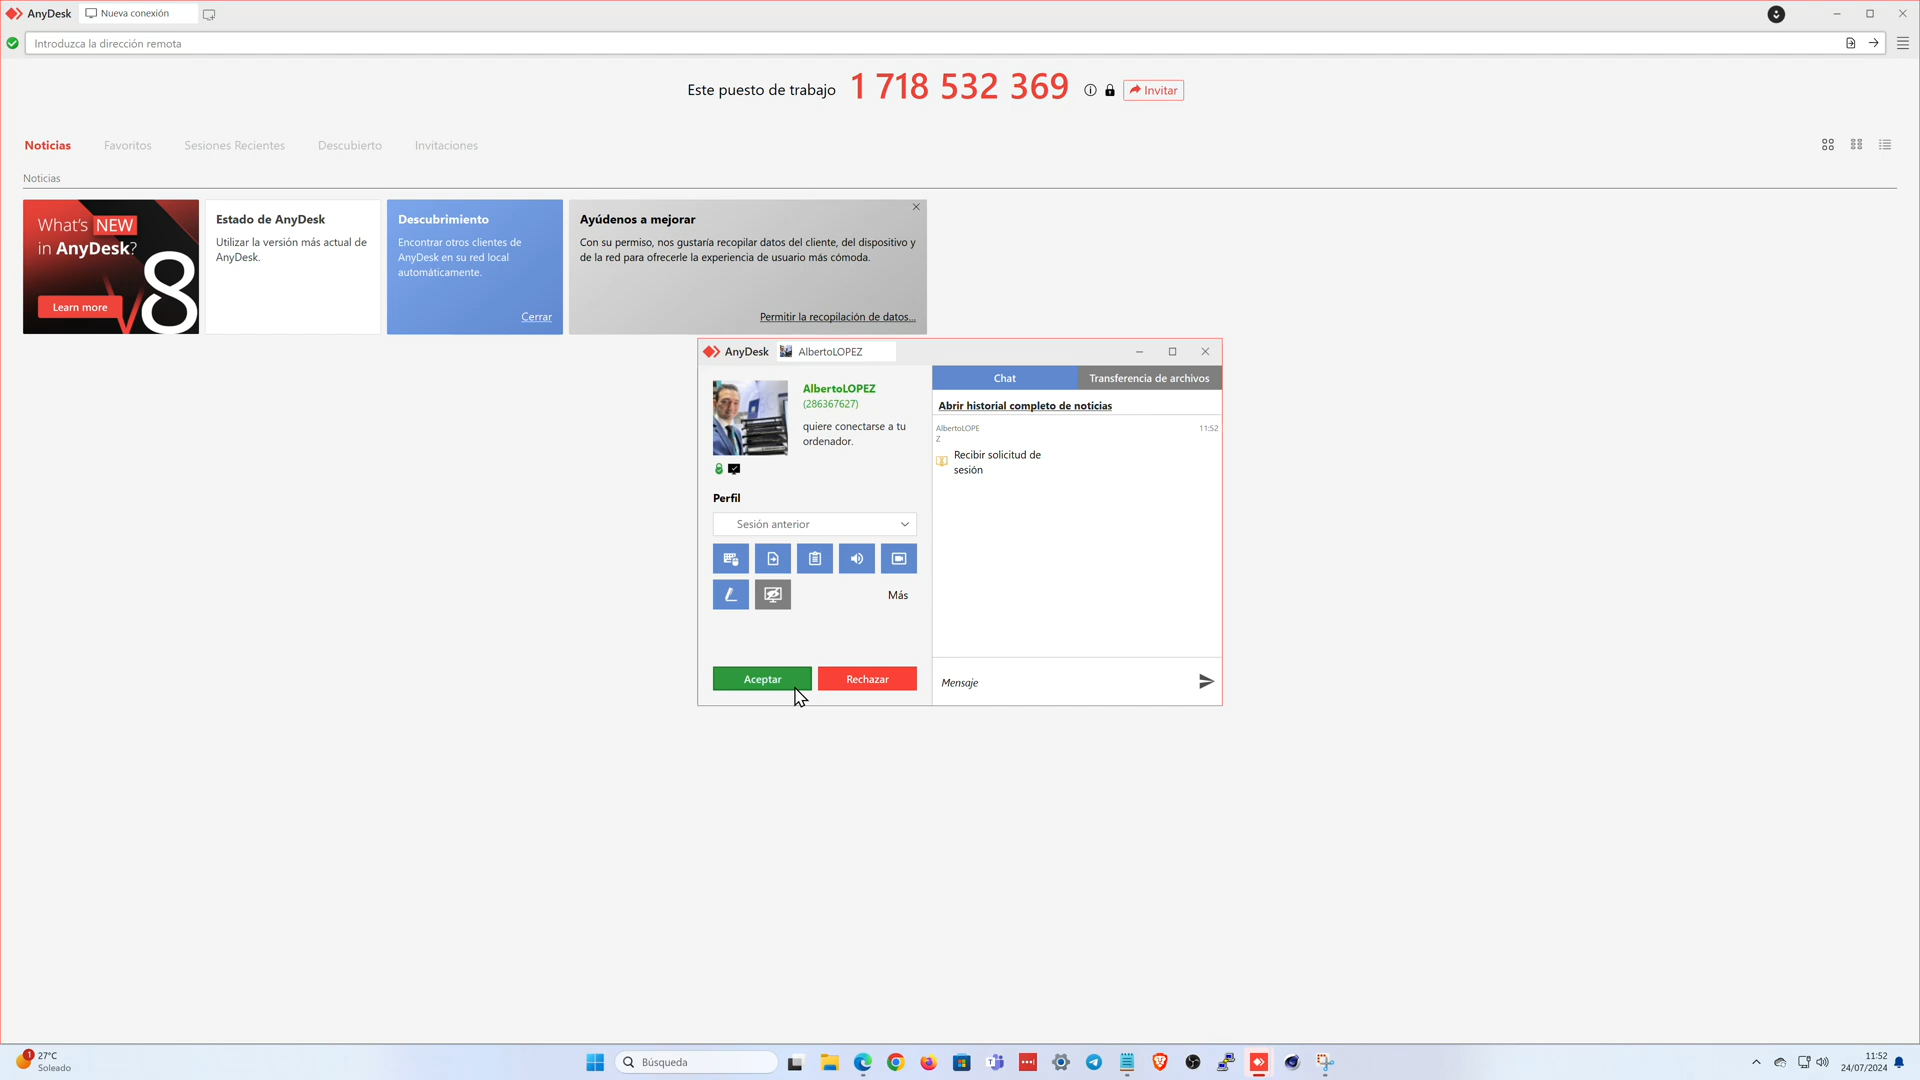 AnyDesk
Nueva conexión
Introduzca la dirección remota
Este puesto de trabajo 1 718 532 369 Invitar
Noticias Favoritos Sesiones Recientes Descubierto Invitaciones
Noticias
What's NEW
in AnyDesk?
V8
Learn more
Estado de AnyDesk
Utilizar la versión más actual de
AnyDesk.
Descubrimiento
Encontrar otros clientes de
AnyDesk en su red local
automáticamente.
Cerrar
Ayúdenos a mejorar
Con su permiso, nos gustaría recopilar datos del cliente, del dispositivo y
de la red para ofrecerle la experiencia de usuario más cómoda.
Permitir la recopilación de datos...
AnyDesk AlbertoLOPEZ
AlbertoLOPEZ
(286367627)
quiere conectarse a tu
ordenador.
Perfil
Sesión anterior
Más
Aceptar Rechazar
Chat Transferencia de archivos
Abrir historial completo de noticias
AlbertoLOPE 11:52
Z
Recibir solicitud de
sesión
Mensaje
1
27°C
Soleado
Búsqueda
11:52
24/07/2024